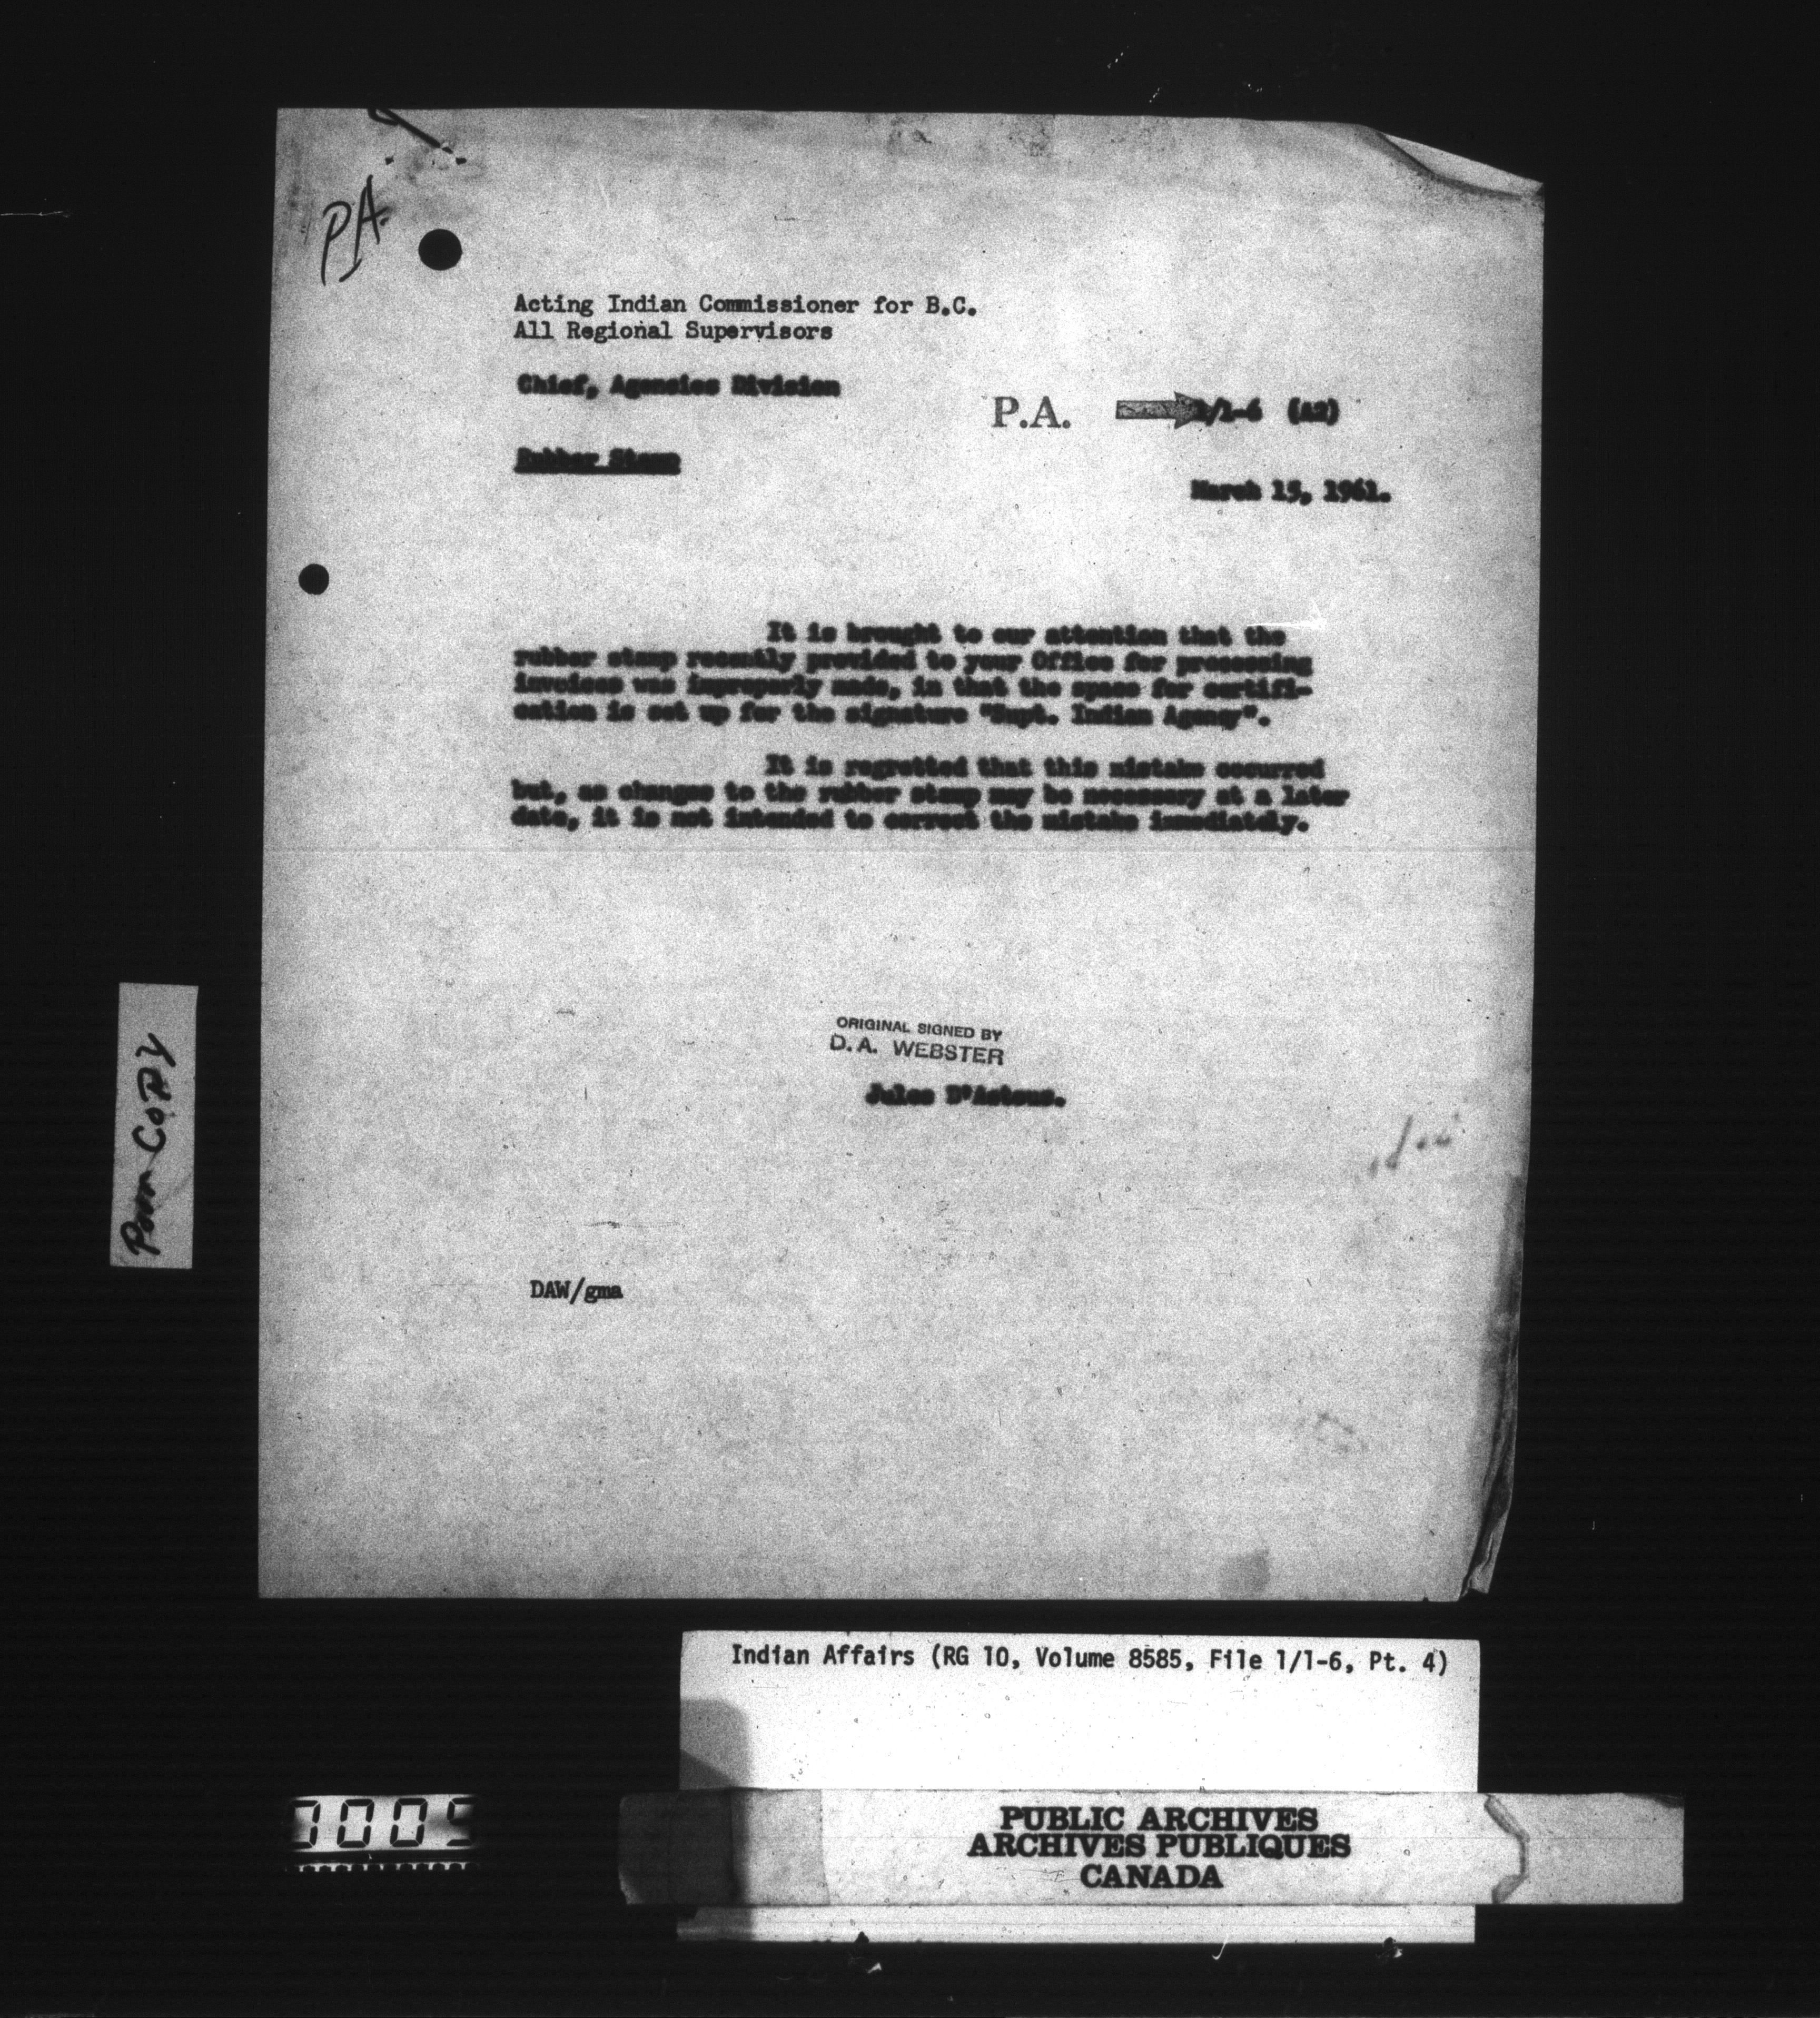 PA.
Acting Indian Commissioner for B.C.
All Regional Supervisors
Chief, Agencies Division
P.A.
1/1-6 (A2)
Rubber Stamp
March 15, 1961.
It is brought to our attention that the
rubber stamp recently provided to your Office for processing
invoices was improperly made, in that the space for certifi-
cation is set up for the signature "Supt. Indian Agency".
It is regretted that this mistake occurred
but, as changes to the rubber stamp may be necessary at a later
date, it is not intended to correct the mistake immediately.
ORIGINAL SIGNED BY
D.A. WEBSTER
Jules D'Astous.
Poor COPY
DAW/gma
Indian Affairs (RG 10, Volume 8585, File 1/1-6, Pt. 4)
PUBLIC ARCHIVES
ARCHIVES PUBLIQUES
CANADA